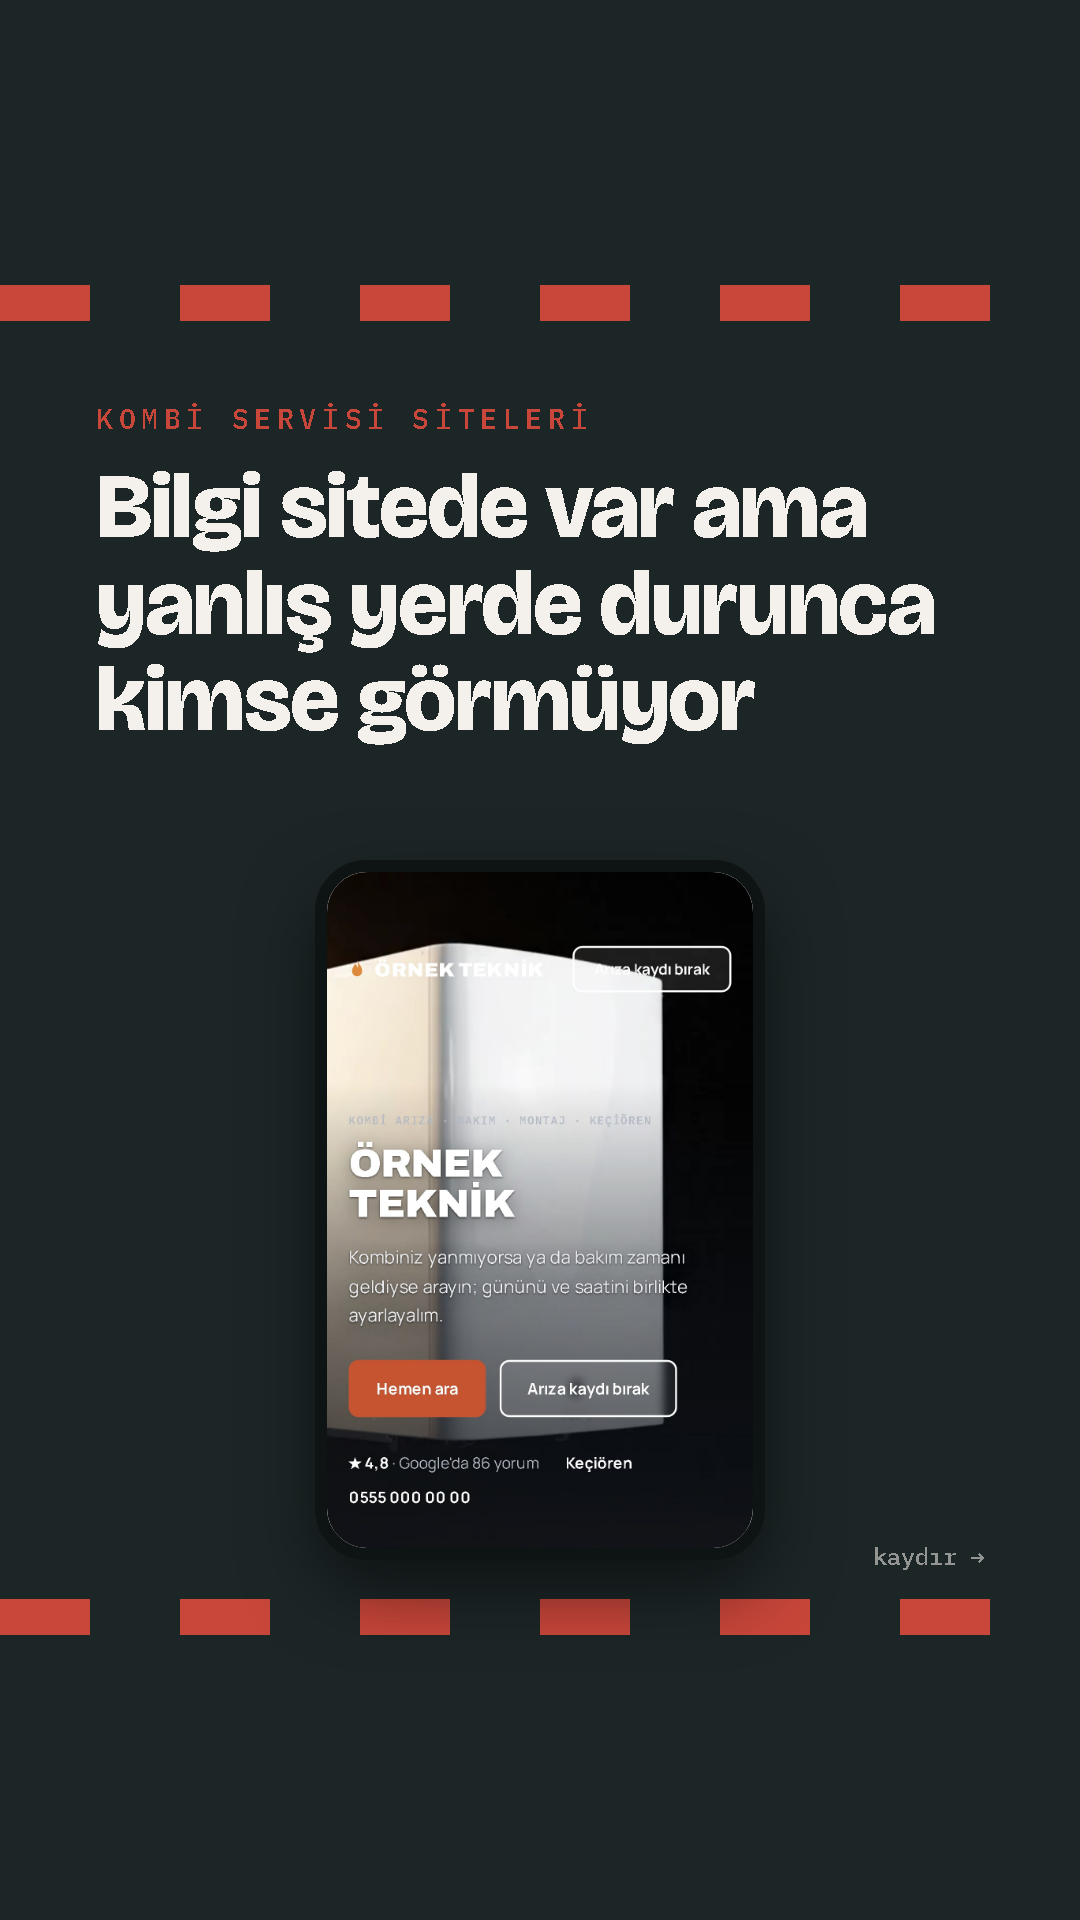 KOMBİ SERVİSİ SİTELERİ
Bilgi sitede var ama
yanlış yerde durunca
kimse görmüyor
ÖRNEK TEKNİK
Arıza kaydı bırak
KOMBİ ARIZA · BAKIM · MONTAJ · KEÇİÖREN
ÖRNEK
TEKNİK
Kombiniz yanmıyorsa ya da bakım zamanı
geldiyse arayın; gününü ve saatini birlikte
ayarlayalım.
Hemen ara
Arıza kaydı bırak
★ 4,8 · Google'da 86 yorum Keçiören
0555 000 00 00
kaydır →